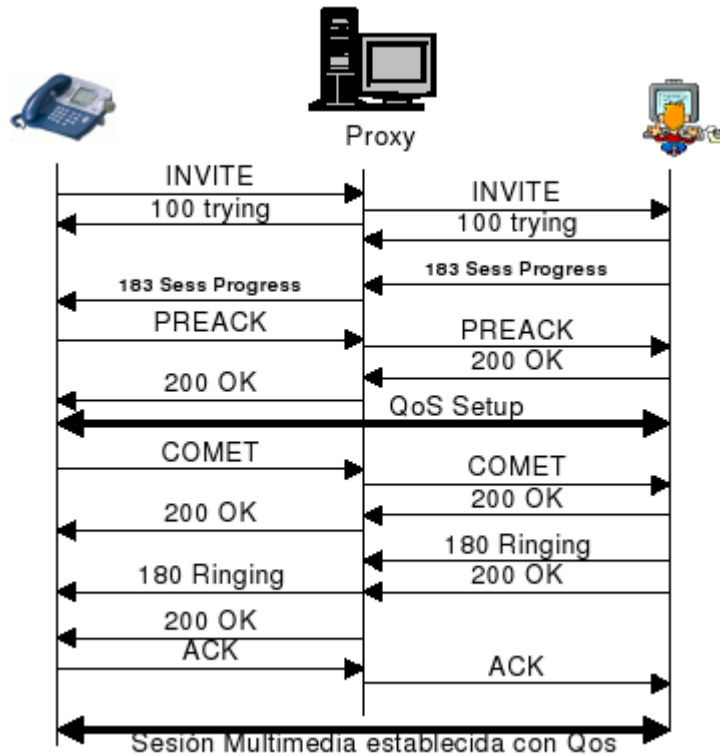 Proxy
INVITE
INVITE
100 trying
100 trying
183 Sess Progress
183 Sess Progress
PREACK
PREACK
200 OK
200 OK
QoS Setup
COMET
COMET
200 OK
200 OK
180 Ringing
180 Ringing
200 OK
200 OK
ACK
ACK
Sesión Multimedia establecida con Qos